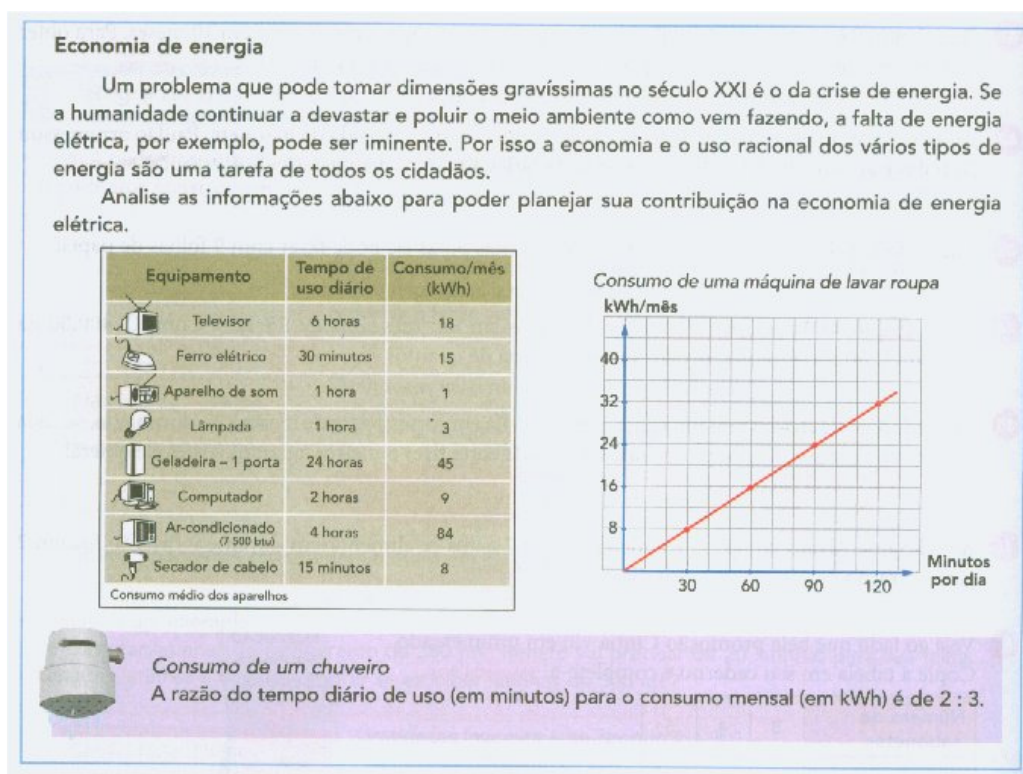 Economia de energia
Um problema que pode tomar dimensões gravíssimas no século XXI é o da crise de energia. Se
a humanidade continuar a devastar e poluir o meio ambiente como vem fazendo, a falta de energia
elétrica, por exemplo, pode ser iminente. Por isso a economia e o uso racional dos vários tipos de
energia são uma tarefa de todos os cidadãos.
Analise as informações abaixo para poder planejar sua contribuição na economia de energia
elétrica.
Equipamento Tempo de uso diário Consumo/mês (kWh)
Televisor 6 horas 18
Ferro elétrico 30 minutos 15
Aparelho de som 1 hora 1
Lâmpada 1 hora 3
Geladeira – 1 porta 24 horas 45
Computador 2 horas 9
Ar-condicionado (7 500 btu) 4 horas 84
Secador de cabelo 15 minutos 8
Consumo médio dos aparelhos
Consumo de uma máquina de lavar roupa
kWh/mês
40
32
24
16
8
30 60 90 120
Minutos
por dia
Consumo de um chuveiro
A razão do tempo diário de uso (em minutos) para o consumo mensal (em kWh) é de 2 : 3.